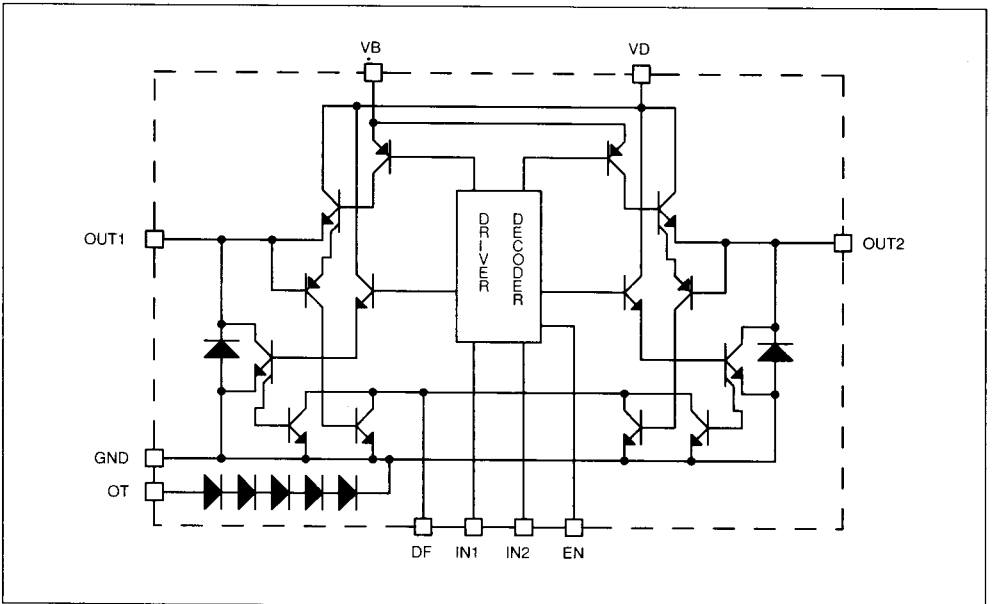 VB
VD
DRIVER
DECODER
OUT1
OUT2
GND
OT
DF
IN1
IN2
EN